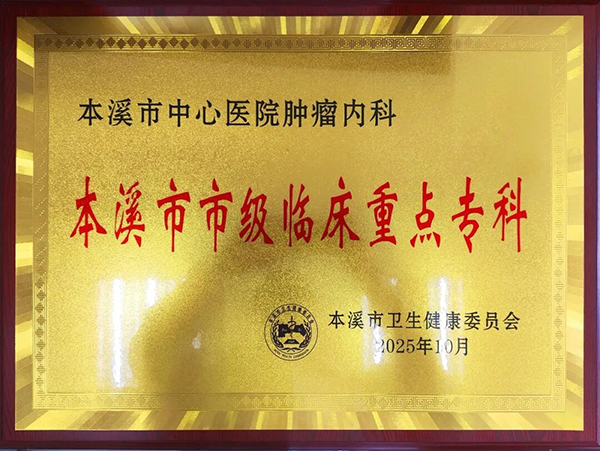 本溪市中心医院肿瘤内科
本溪市市级临床重点专科
本溪市卫生健康委员会
2025年10月